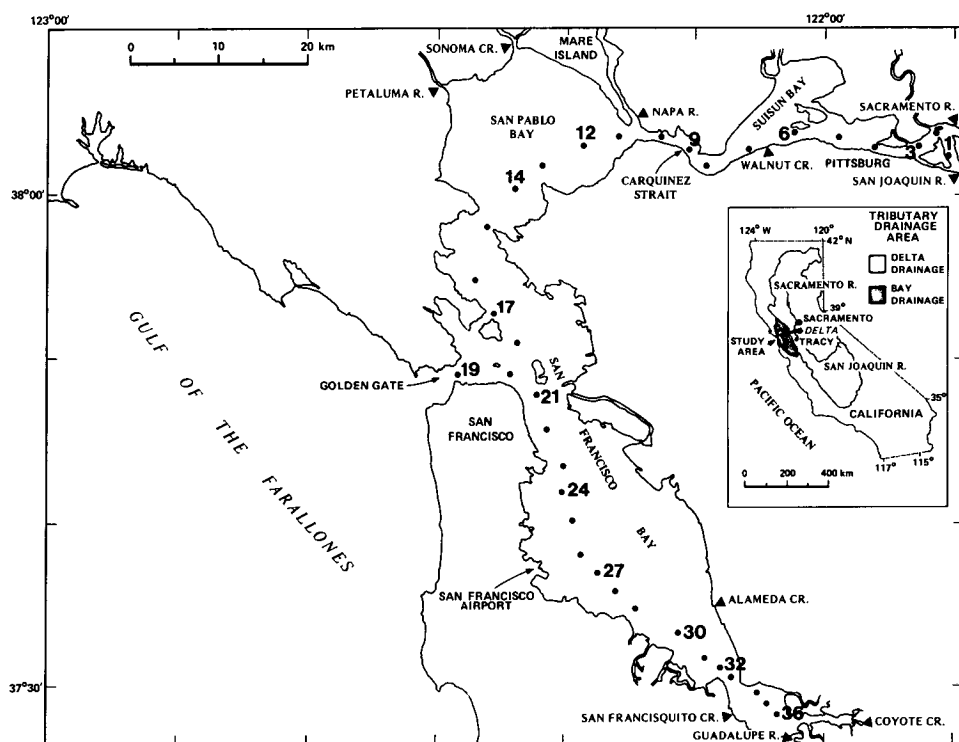 123°00'
122°00'
0 10 20 km
SONOMA CR.
MARE
ISLAND
PETALUMA R.
NAPA R.
SUISUN BAY
SACRAMENTO R.
SAN PABLO
BAY
12
9
6
3
1
WALNUT CR.
PITTSBURG
SAN JOAQUIN R.
CARQUINEZ
STRAIT
14
38°00'
17
GOLDEN GATE
19
21
SAN
FRANCISCO
BAY
SAN
FRANCISCO
GULF
OF
THE
FARALLONES
24
27
SAN FRANCISCO
AIRPORT
ALAMEDA CR.
30
32
37°30'
SAN FRANCISQUITO CR.
36
COYOTE CR.
GUADALUPE R.
124° W
120°
42° N
TRIBUTARY
DRAINAGE
AREA
DELTA
DRAINAGE
BAY
DRAINAGE
SACRAMENTO R.
39°
SACRAMENTO
DELTA
TRACY
STUDY
AREA
SAN JOAQUIN R.
35°
PACIFIC OCEAN
CALIFORNIA
117°
115°
0 200 400 km